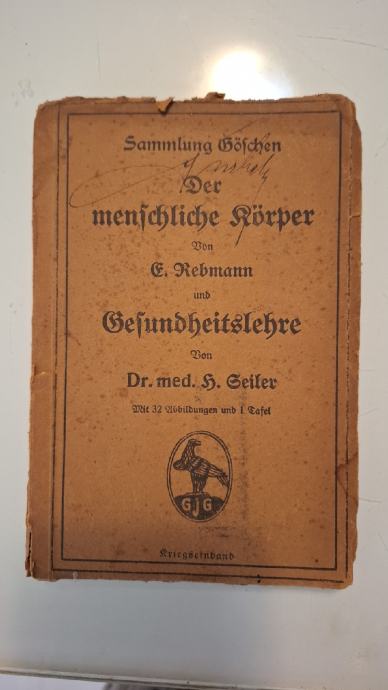 Sammlung Göschen
Der
menschliche Körper
Von
E. Rebmann
und
Gesundheitslehre
Von
Dr. med. H. Seiler
Mit 32 Abbildungen und 1 Tafel
GJG
Kriegseinband